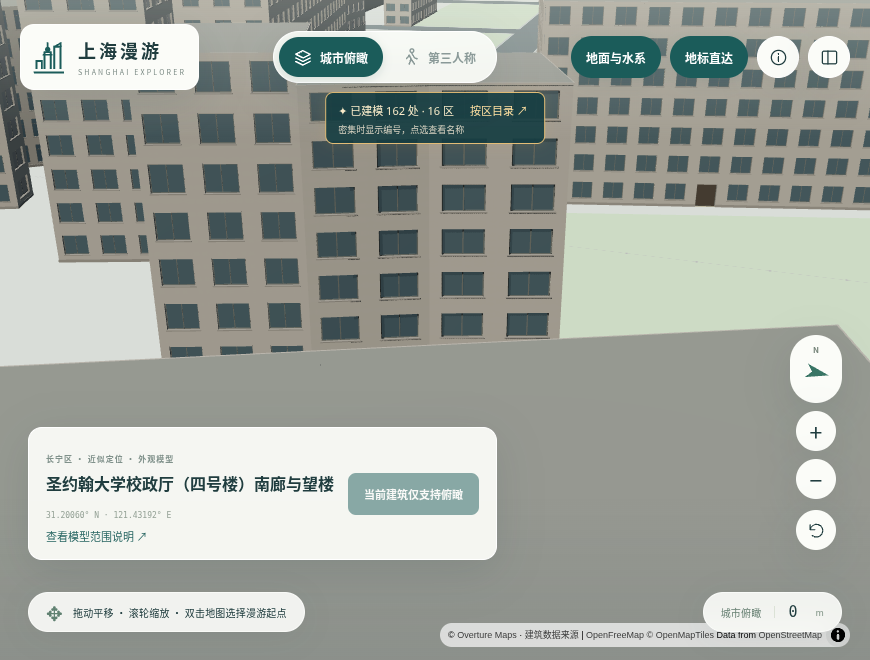 上海漫游
SHANGHAI EXPLORER
城市俯瞰
第三人称
地面与水系
地标直达
✦ 已建模 162 处 · 16 区
按区目录 ↗
密集时显示编号，点选查看名称
N
长宁区 · 近似定位 · 外观模型
圣约翰大学校政厅（四号楼）南廊与望楼
当前建筑仅支持俯瞰
31.20060° N · 121.43192° E
查看模型范围说明 ↗
拖动平移 · 滚轮缩放 · 双击地图选择漫游起点
城市俯瞰
0 m
© Overture Maps · 建筑数据来源 | OpenFreeMap © OpenMapTiles Data from OpenStreetMap